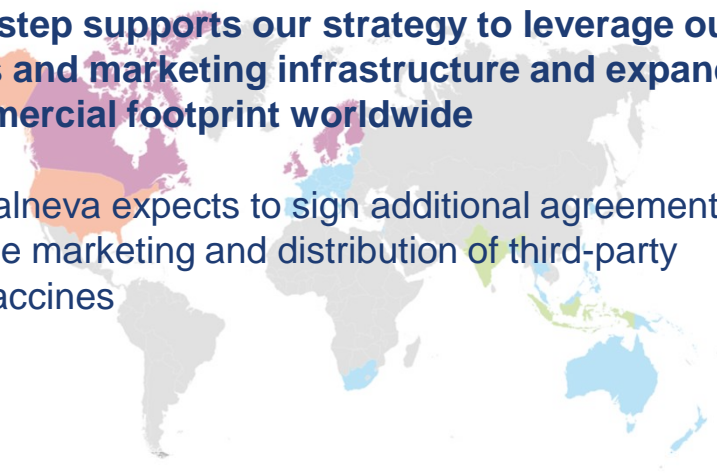 step supports our strategy to leverage ou
s and marketing infrastructure and expand
mercial footprint worldwide
alneva expects to sign additional agreement
e marketing and distribution of third-party
accines